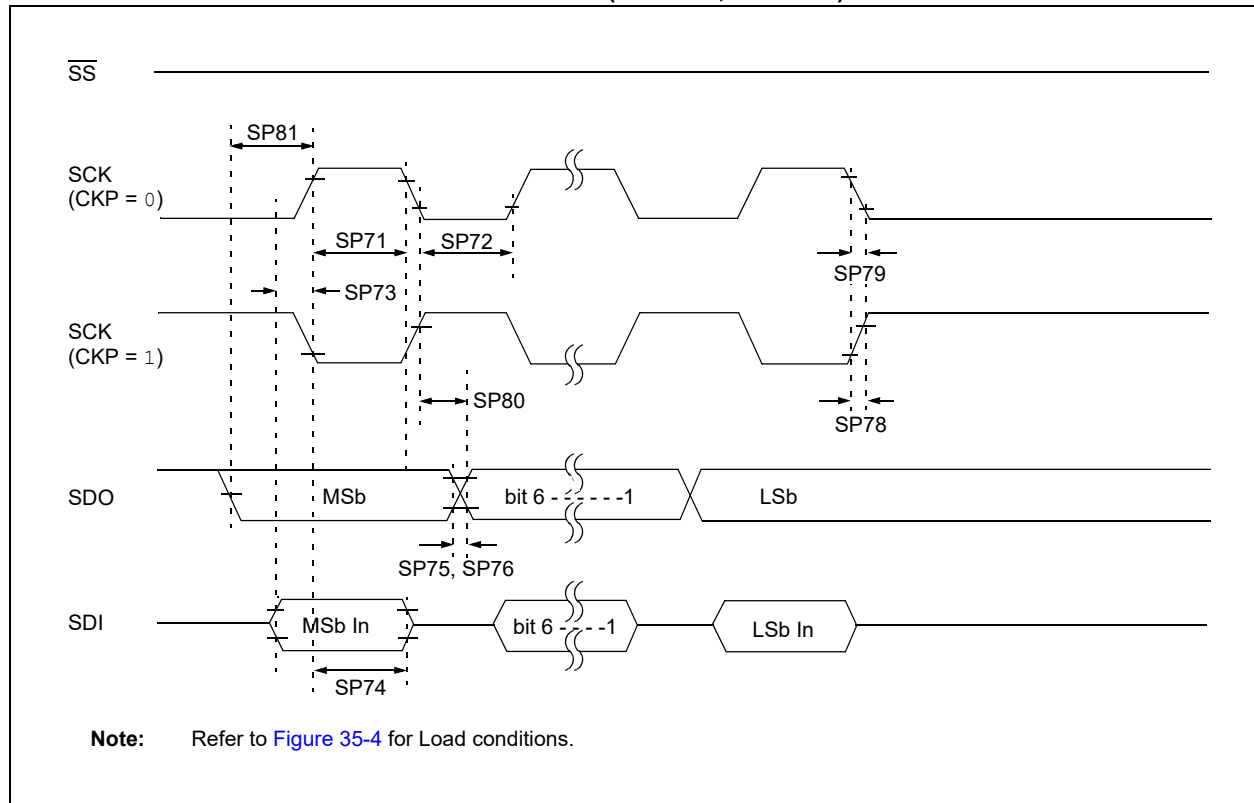 SS
SP81
SCK
(CKP = 0)
SP71
SP72
SP79
SP73
SCK
(CKP = 1)
SP80
SP78
SDO
MSb
bit 6 - - - - - - -1
LSb
SP75, SP76
SDI
MSb In
bit 6 - - - - -1
LSb In
SP74
Note: Refer to Figure 35-4 for Load conditions.